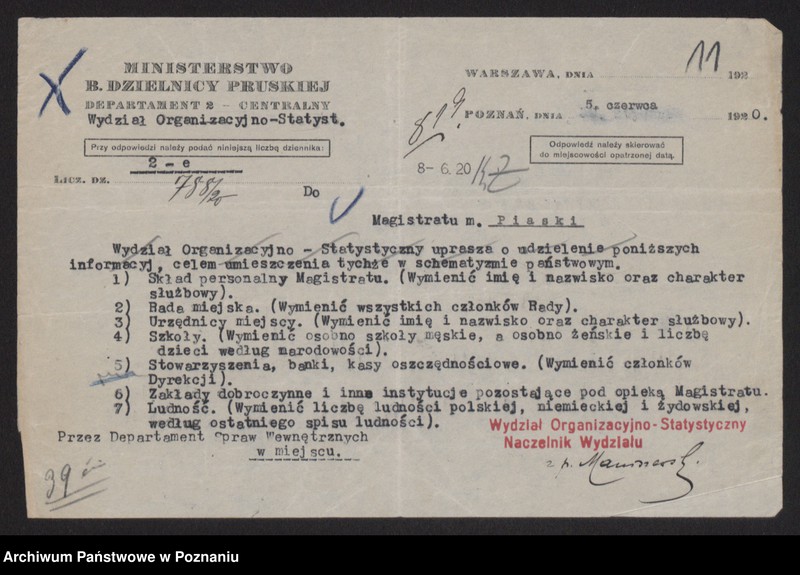 11
MINISTERSTWO
B. DZIELNICY PRUSKIEJ
DEPARTAMENT 2 – CENTRALNY
Wydział Organizacyjno-Statyst.
WARSZAWA, DNIA 192
POZNAŃ, DNIA 5. czerwca 1920.
Przy odpowiedzi należy podać niniejszą liczbę dziennika:
Odpowiedź należy skierować
do miejscowości opatrzonej datą.
2 - e
8- 6. 20
LICZ. DZ. 788/20
Do
Magistratu m. Piaski
Wydział Organizacyjno - Statystyczny uprasza o udzielenie poniższych
informacyj, celem umieszczenia tychże w schematyzmie państwowym.
1) Skład personalny Magistratu. (Wymienić imię i nazwisko oraz charakter
służbowy).
2) Rada miejska. (Wymienić wszystkich członków Rady).
3) Urzędnicy miejscy. (Wymienić imię i nazwisko oraz charakter służbowy).
4) Szkoły. (Wymienić osobno szkoły męskie, a osobno żeńskie i liczbę
dzieci według narodowości).
5) Stowarzyszenia, banki, kasy oszczędnościowe. (Wymienić członków
Dyrekcji).
6) Zakłady dobroczynne i inne instytucje pozostające pod opieką Magistratu.
7) Ludność. (Wymienić liczbę ludności polskiej, niemieckiej i żydowskiej,
według ostatniego spisu ludności).
Wydział Organizacyjno-Statystyczny
Naczelnik Wydziału
Przez Departament Spraw Wewnętrznych
w miejscu.
39
Archiwum Państwowe w Poznaniu